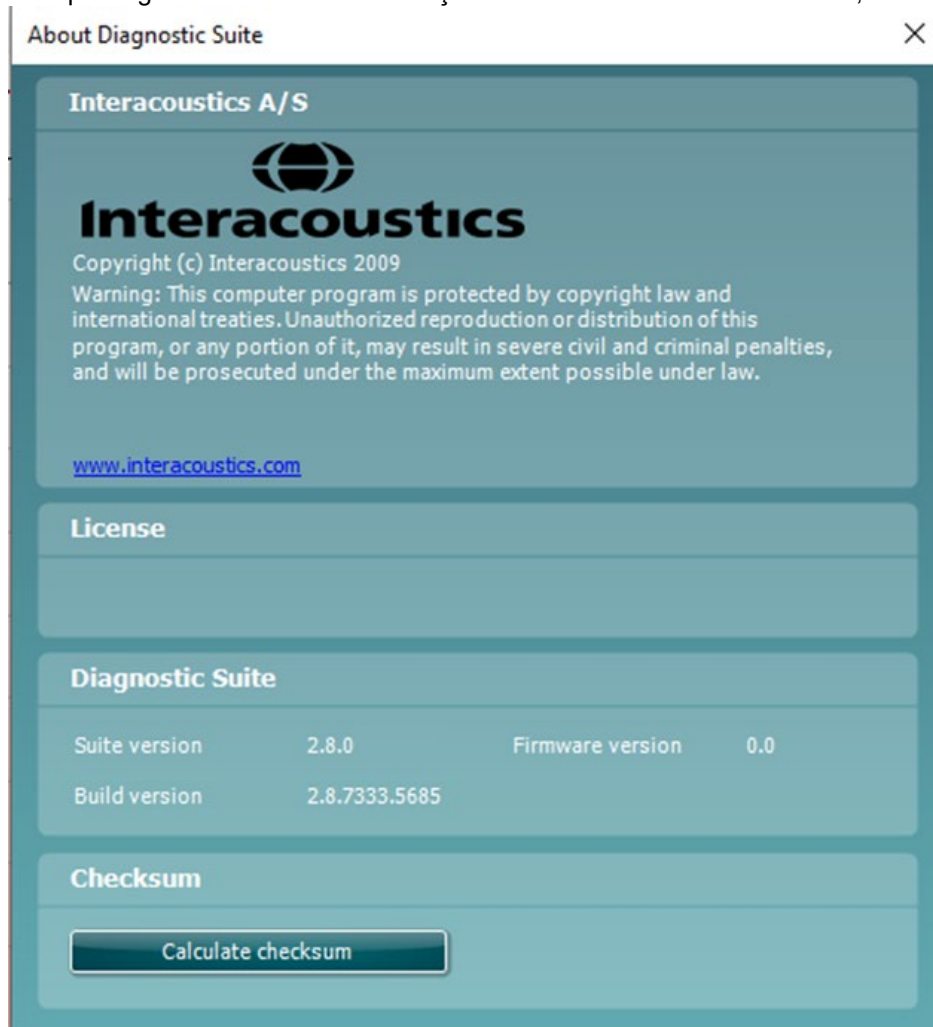 About Diagnostic Suite
Interacoustics A/S
Interacoustics
Copyright (c) Interacoustics 2009
Warning: This computer program is protected by copyright law and
international treaties. Unauthorized reproduction or distribution of this
program, or any portion of it, may result in severe civil and criminal penalties,
and will be prosecuted under the maximum extent possible under law.
www.interacoustics.com
License
Diagnostic Suite
Suite version 2.8.0 Firmware version 0.0
Build version 2.8.7333.5685
Checksum
Calculate checksum